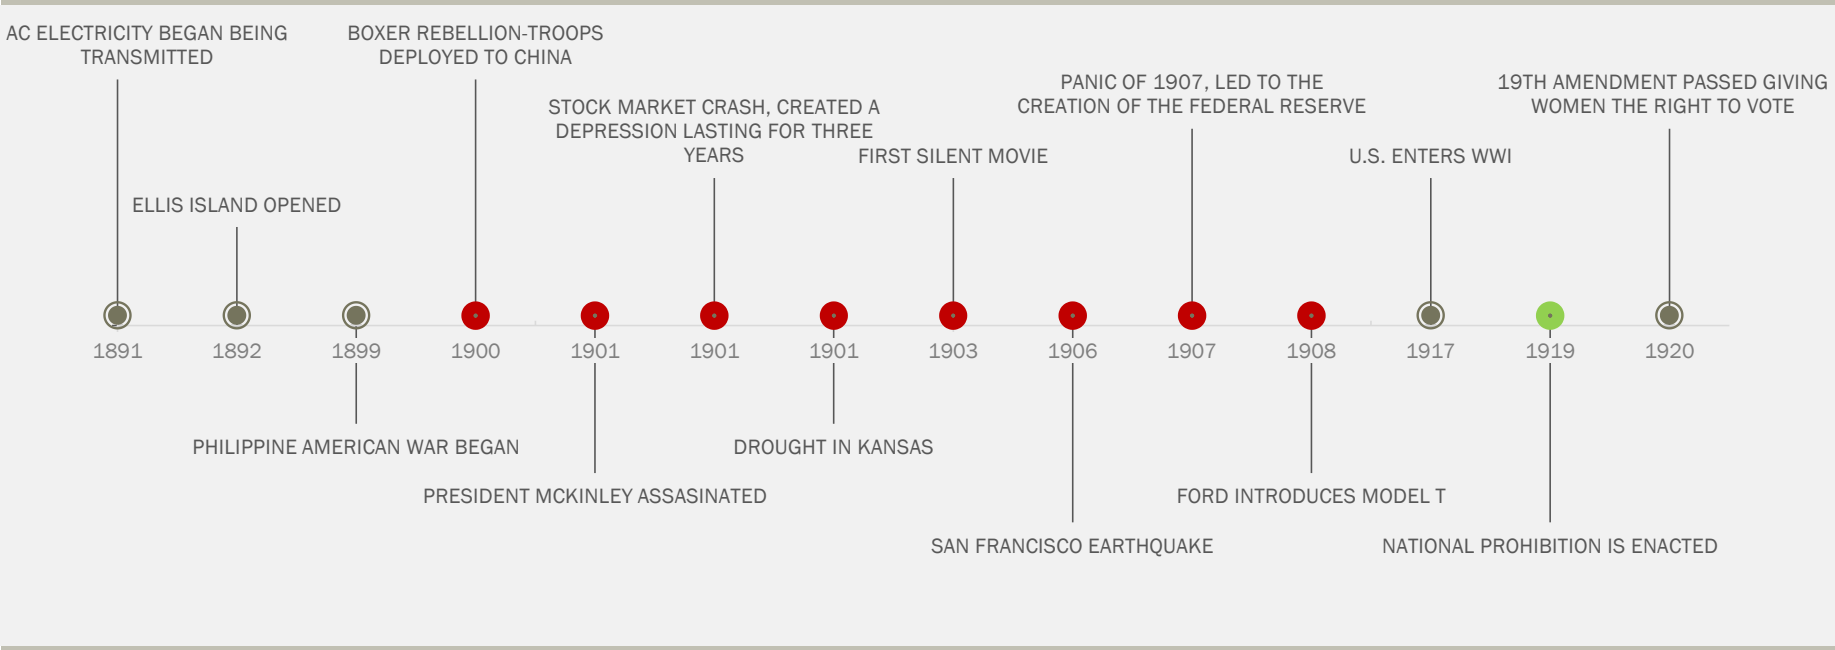 AC ELECTRICITY BEGAN BEING
TRANSMITTED
BOXER REBELLION-TROOPS
DEPLOYED TO CHINA
STOCK MARKET CRASH, CREATED A
DEPRESSION LASTING FOR THREE
YEARS
FIRST SILENT MOVIE
PANIC OF 1907, LED TO THE
CREATION OF THE FEDERAL RESERVE
U.S. ENTERS WWI
19TH AMENDMENT PASSED GIVING
WOMEN THE RIGHT TO VOTE
ELLIS ISLAND OPENED
1891
1892
1899
1900
1901
1901
1901
1903
1906
1907
1908
1917
1919
1920
PHILIPPINE AMERICAN WAR BEGAN
DROUGHT IN KANSAS
PRESIDENT MCKINLEY ASSASINATED
FORD INTRODUCES MODEL T
SAN FRANCISCO EARTHQUAKE
NATIONAL PROHIBITION IS ENACTED